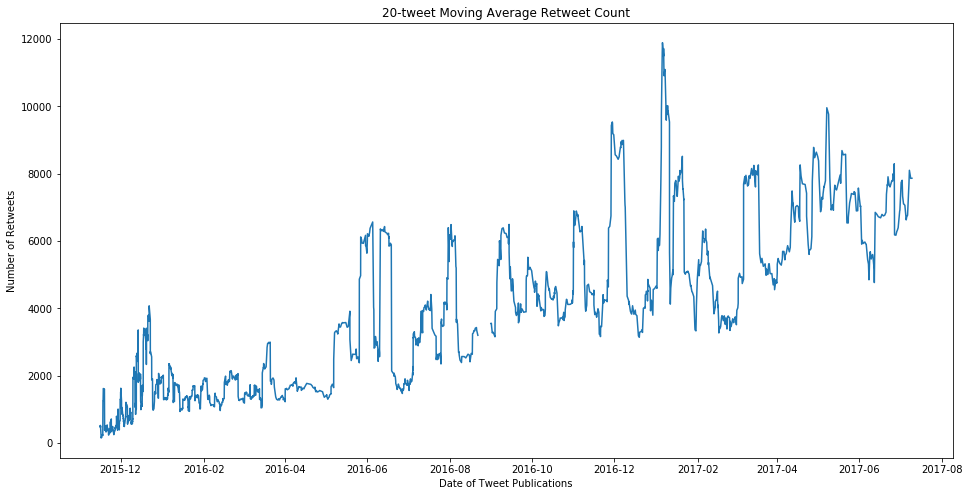 20-tweet Moving Average Retweet Count
12000
10000
8000
6000
4000
2000
0
Number of Retweets
2015-12 2016-02 2016-04 2016-06 2016-08 2016-10 2016-12 2017-02 2017-04 2017-06 2017-08
Date of Tweet Publications